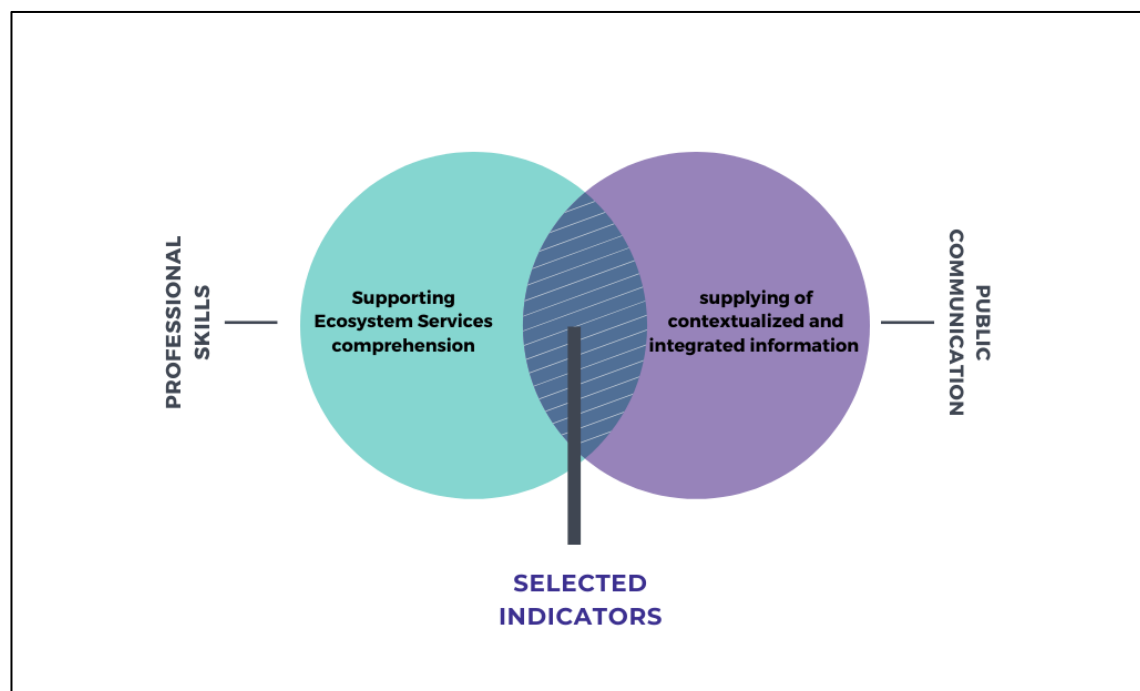 PROFESSIONAL
SKILLS
Supporting
Ecosystem Services
comprehension
supplying of
contextualized and
integrated information
PUBLIC
COMMUNICATION
SELECTED
INDICATORS